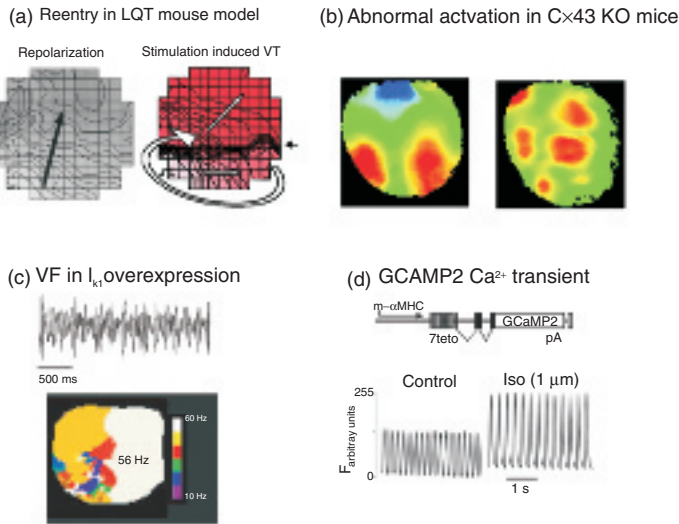 (a) Reentry in LQT mouse model
Repolarization
Stimulation induced VT
(b) Abnormal actvation in C×43 KO mice
(c) VF in Iₖ₁overexpression
500 ms
60 Hz
56 Hz
10 Hz
(d) GCAMP2 Ca²⁺ transient
m–αMHC
GCaMP2
7teto
pA
Control
Iso (1 μm)
255
F arbitray units
0
1 s